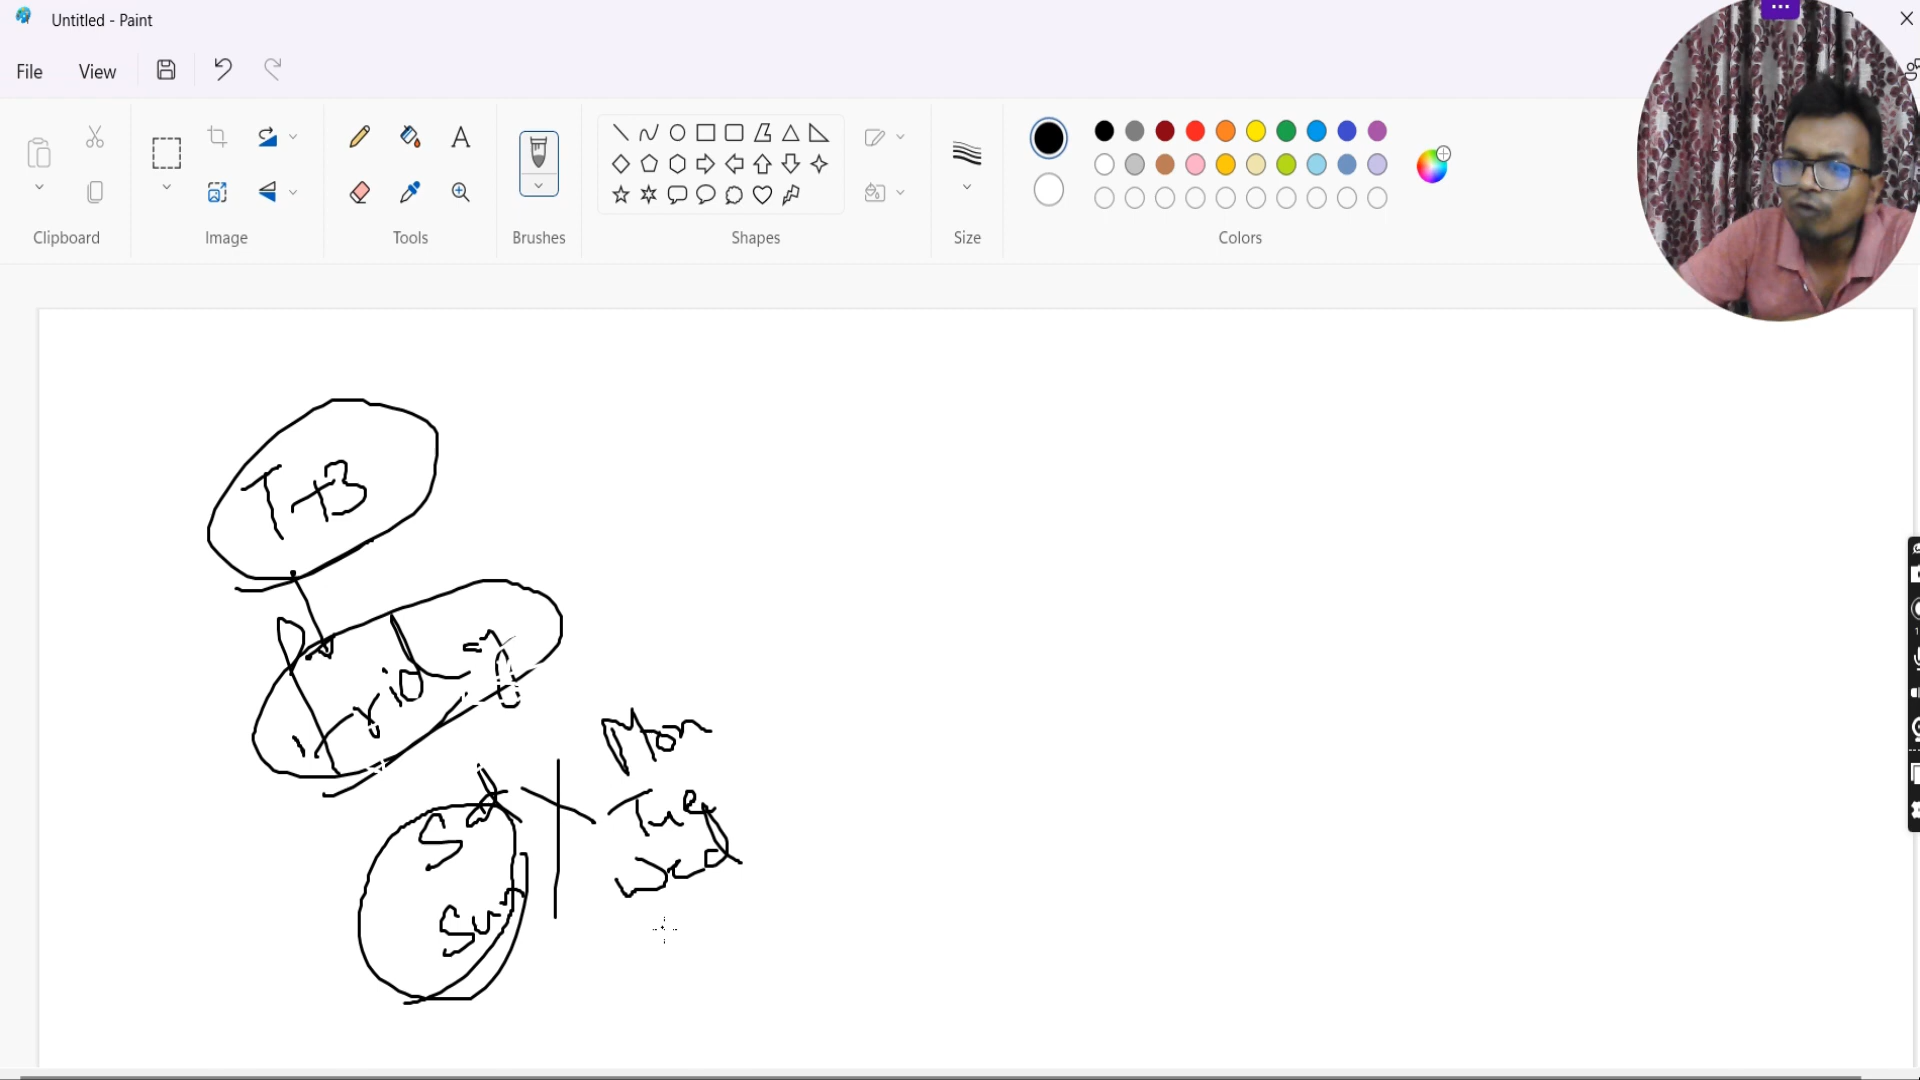 Untitled - Paint
File
View
Clipboard
Image
Tools
Brushes
Shapes
Size
Colors
T+3
Friday
Sat
Sun
Mon
Tue
Wed